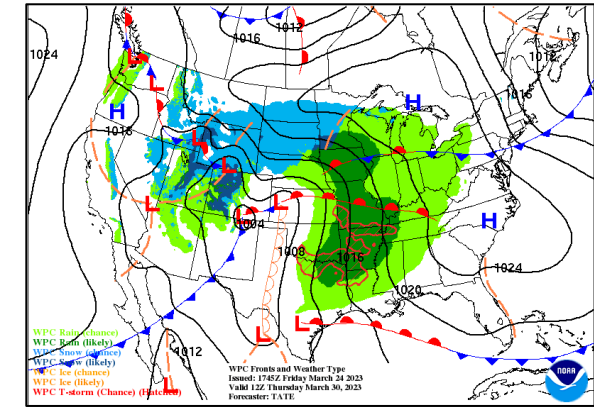 1012
1016
1024
1012
H
1016
H
1016
L
L
L
L
L
L
L
H
1004
1008
1016
1024
1020
L
L
1012
L
WPC Rain (chance)
WPC Rain (likely)
WPC Snow (chance)
WPC Snow (likely)
WPC Ice (chance)
WPC Ice (likely)
WPC T-storm (Chance) (Hatched)
WPC Fronts and Weather Type
Issued: 1745Z Friday March 24 2023
Valid 12Z Thursday March 30, 2023
Forecaster: TATE
NOAA